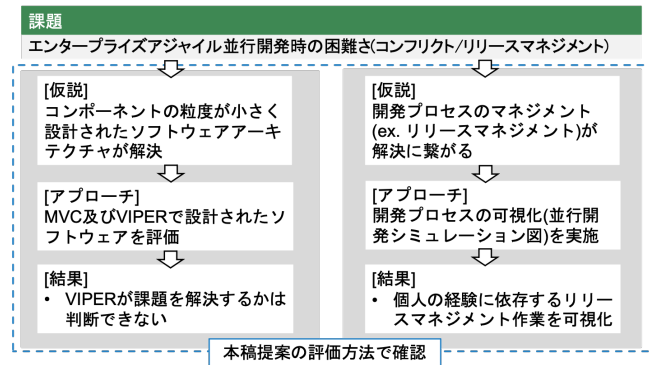 課題
エンタープライズアジャイル並行開発時の困難さ(コンフリクト/リリースマネジメント)
[仮説]
コンポーネントの粒度が小さく
設計されたソフトウェアアーキ
テクチャが解決
[アプローチ]
MVC及びVIPERで設計されたソ
フトウェアを評価
[結果]
• VIPERが課題を解決するかは
判断できない
[仮説]
開発プロセスのマネジメント
(ex. リリースマネジメント)が
解決に繋がる
[アプローチ]
開発プロセスの可視化(並行開
発シミュレーション図)を実施
[結果]
• 個人の経験に依存するリリー
スマネジメント作業を可視化
本稿提案の評価方法で確認